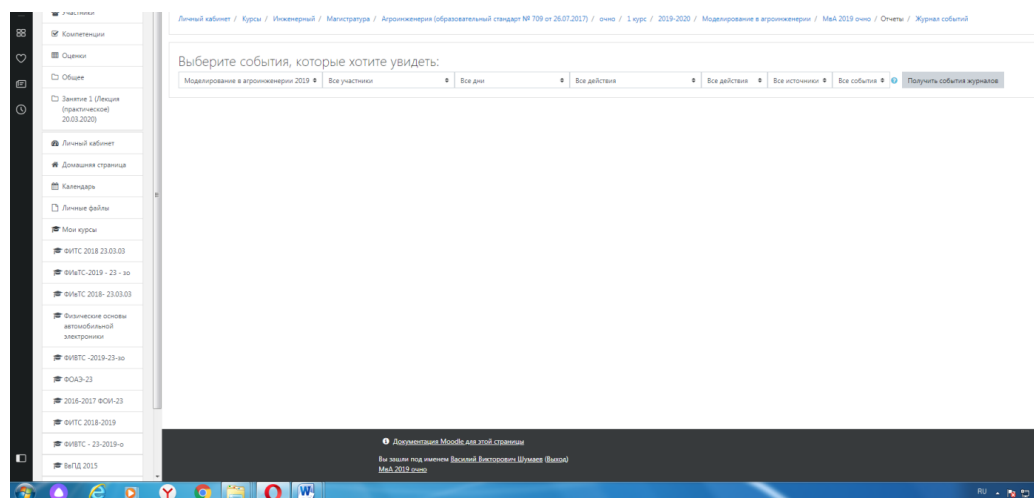 Участники
Компетенции
Оценки
Общее
Занятие 1 (Лекция
(практическое)
20.03.2020)
Личный кабинет
Домашняя страница
Календарь
Личные файлы
Мои курсы
ФИТС 2018 23.03.03
ФИвТС-2019 - 23 - зо
ФИвТС 2018- 23.03.03
Физические основы
автомобильной
электроники
ФИВТС -2019-23-зо
ФОАЭ-23
2016-2017 ФОИ-23
ФИТС 2018-2019
ФИВТС - 23-2019-о
ВеПД 2015
Личный кабинет / Курсы / Инженерный / Магистратура / Агроинженерия (образовательный стандарт № 709 от 26.07.2017) / очно / 1 курс / 2019-2020 / Моделирование в агроинженерии / МвА 2019 очно / Отчеты / Журнал событий
Выберите события, которые хотите увидеть:
Моделирование в агроинженерии 2019 Все участники Все дни Все действия Все действия Все источники Все события Получить события журналов
Документация Moodle для этой страницы
Вы зашли под именем Василий Викторович Шумаев (Выход)
МвА 2019 очно
RU